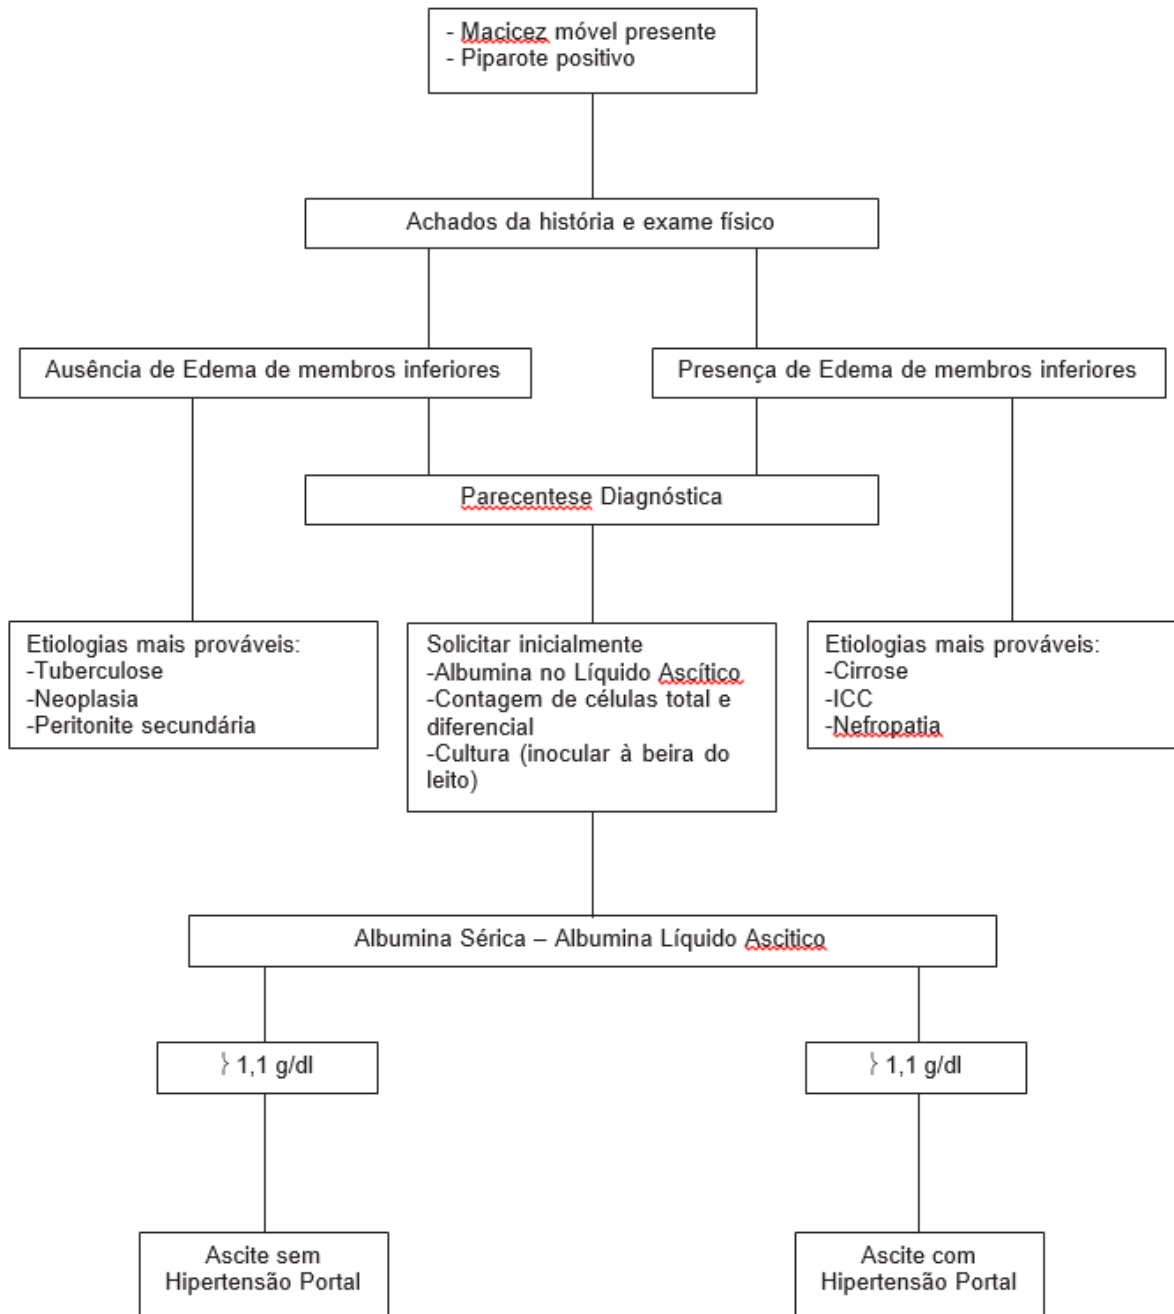 - Macicez móvel presente
- Piparote positivo
Achados da história e exame físico
Ausência de Edema de membros inferiores
Presença de Edema de membros inferiores
Parecentese Diagnóstica
Etiologias mais prováveis:
-Tuberculose
-Neoplasia
-Peritonite secundária
Solicitar inicialmente
-Albumina no Líquido Ascítico
-Contagem de células total e
diferencial
-Cultura (inocular à beira do
leito)
Etiologias mais prováveis:
-Cirrose
-ICC
-Nefropatia
Albumina Sérica – Albumina Líquido Ascitico
⦔ 1,1 g/dl
⦔ 1,1 g/dl
Ascite sem
Hipertensão Portal
Ascite com
Hipertensão Portal